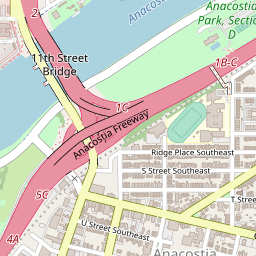 Anacostia
Park, Section
D
2
11th Street
Bridge
1B-C
1C
Anacostia Freeway
Ridge Place Southeast
S Street Southeast
T Street
5C
U Street Southeast
4A
Anacostia